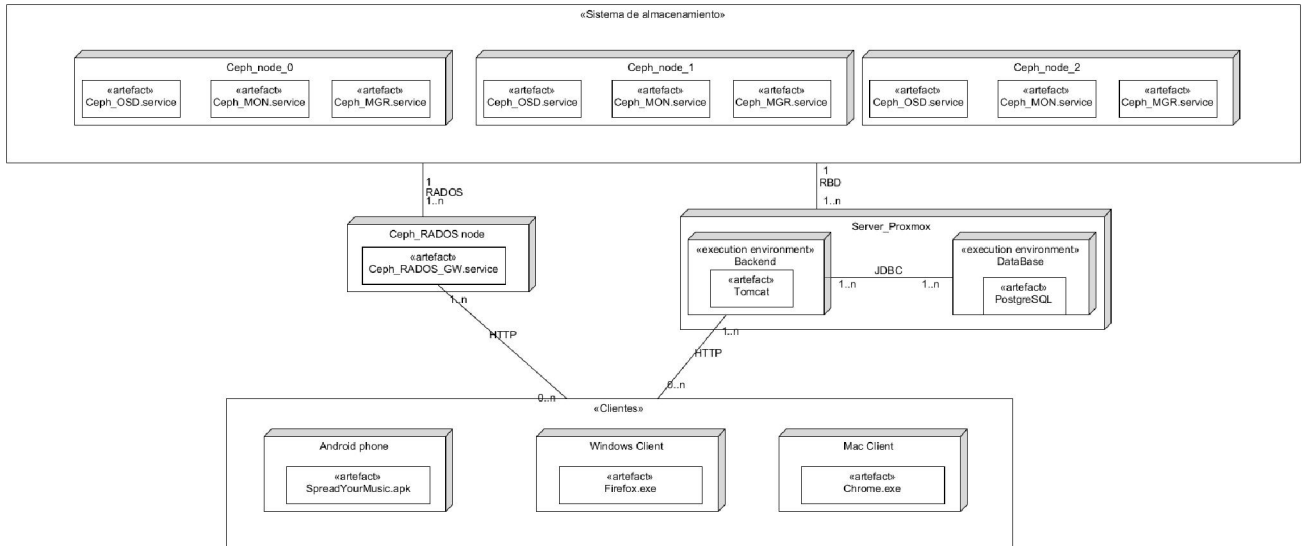 «Sistema de almacenamiento»
Ceph_node_0
«artefact»
Ceph_OSD.service
«artefact»
Ceph_MON.service
«artefact»
Ceph_MGR.service
Ceph_node_1
«artefact»
Ceph_OSD.service
«artefact»
Ceph_MON.service
«artefact»
Ceph_MGR.service
Ceph_node_2
«artefact»
Ceph_OSD.service
«artefact»
Ceph_MON.service
«artefact»
Ceph_MGR.service
1
RADOS
1..n
1
RBD
1..n
Ceph_RADOS node
«artefact»
Ceph_RADOS_GW.service
1..n
Server_Proxmox
«execution environment»
Backend
«artefact»
Tomcat
JDBC
1..n
1..n
«execution environment»
DataBase
«artefact»
PostgreSQL
HTTP
0..n
1..n
HTTP
0..n
«Clientes»
Android phone
«artefact»
SpreadYourMusic.apk
Windows Client
«artefact»
Firefox.exe
Mac Client
«artefact»
Chrome.exe